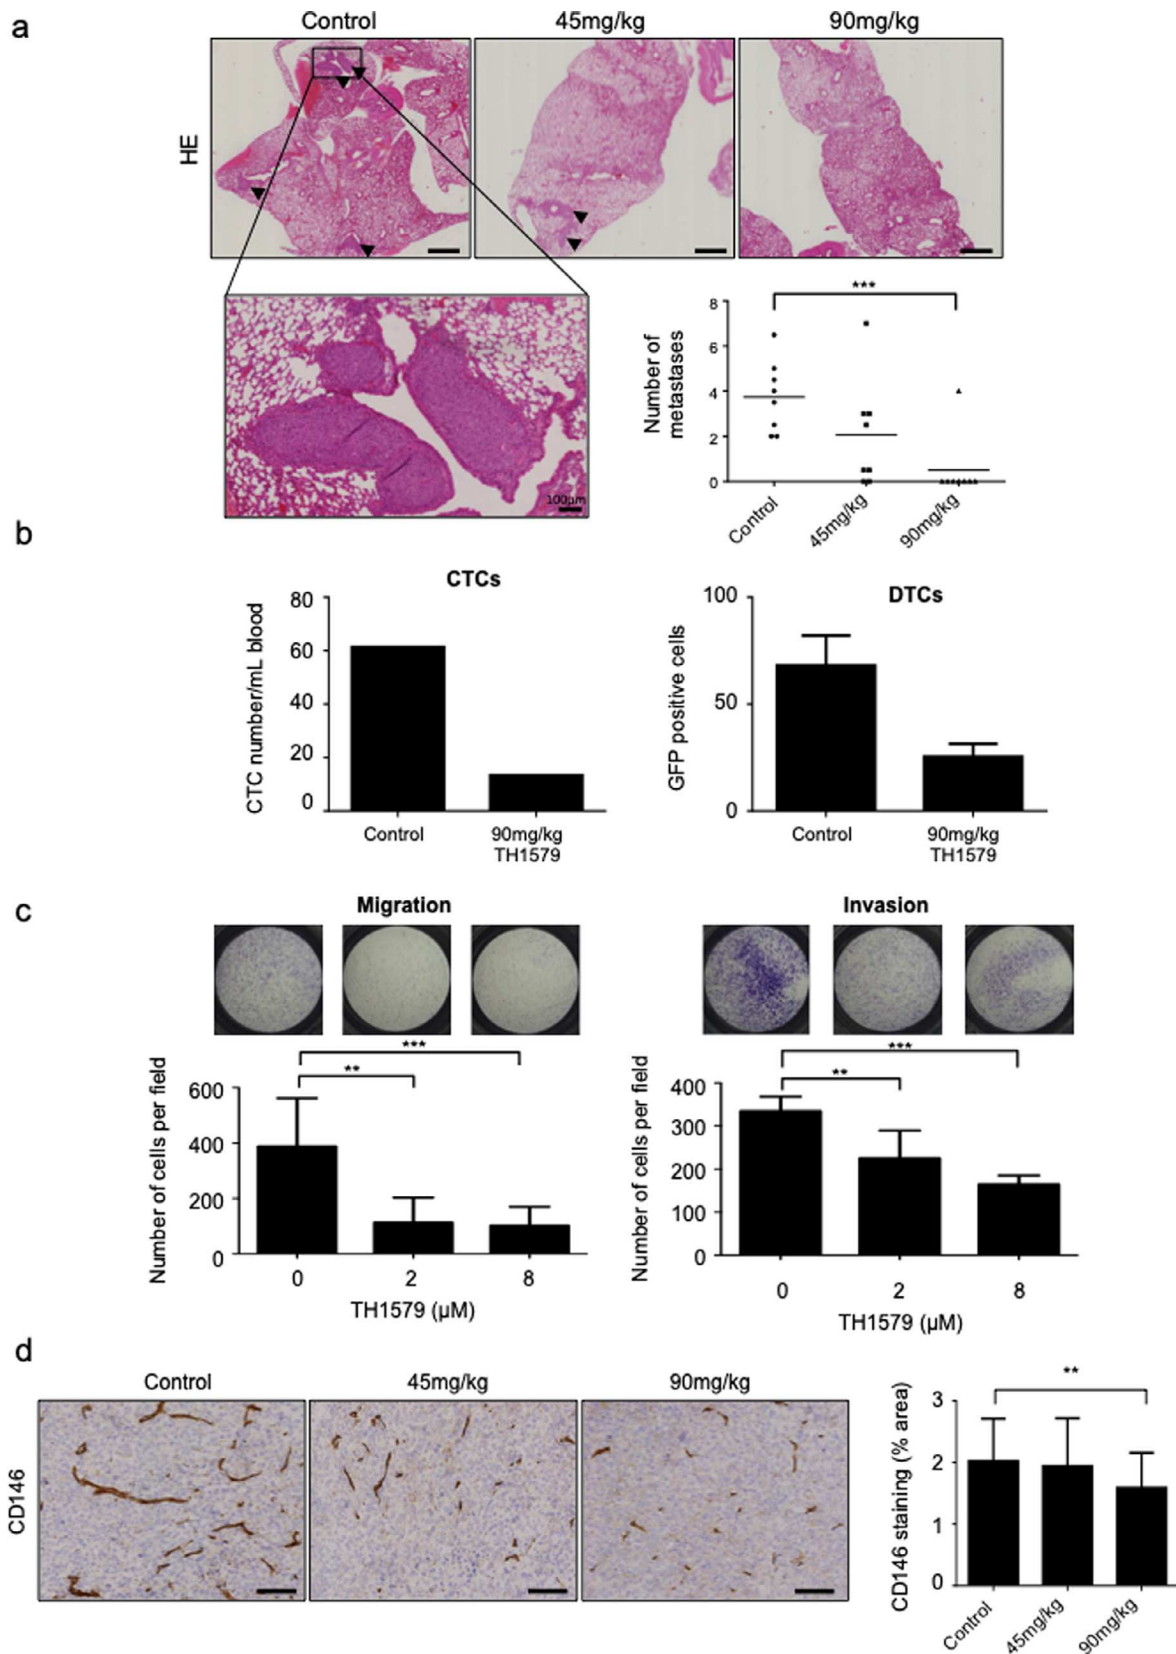 a
Control
45mg/kg
90mg/kg
HE
100µm
***
Number of
metastases
8
6
4
2
0
Control
45mg/kg
90mg/kg
b
CTCs
CTC number/mL blood
80
60
40
20
0
Control
90mg/kg
TH1579
DTCs
GFP positive cells
100
50
0
Control
90mg/kg
TH1579
c
Migration
***
**
Number of cells per field
600
400
200
0
0
2
8
TH1579 (µM)
Invasion
***
**
Number of cells per field
400
300
200
100
0
0
2
8
TH1579 (µM)
d
Control
45mg/kg
90mg/kg
CD146
**
CD146 staining (% area)
3
2
1
0
Control
45mg/kg
90mg/kg